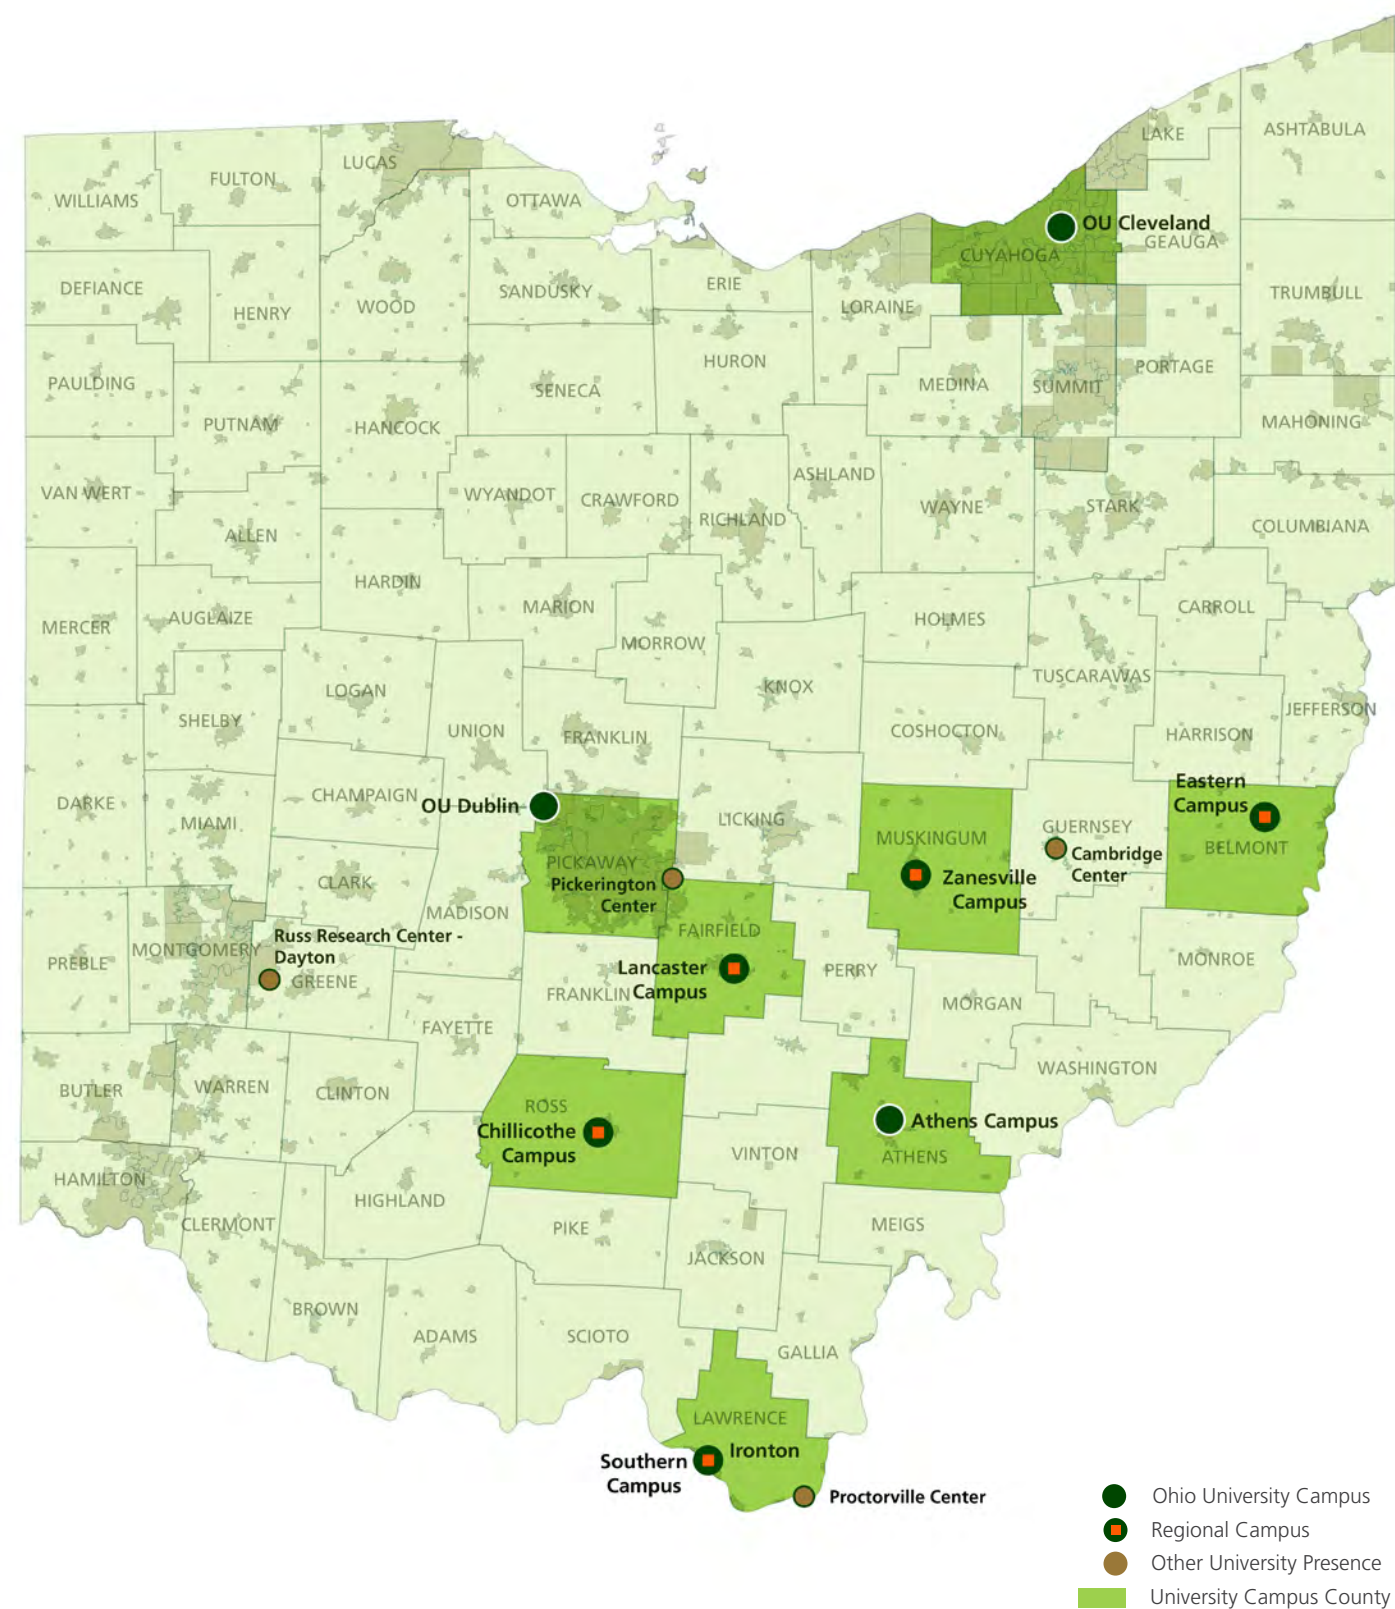 LAKE
ASHTABULA
LUCAS
FULTON
WILLIAMS
OTTAWA
OU Cleveland
GEAUGA
CUYAHOGA
ERIE
DEFIANCE
SANDUSKY
TRUMBULL
HENRY
WOOD
LORAINE
HURON
PORTAGE
PAULDING
SENECA
MEDINA
SUMMIT
PUTNAM
HANCOCK
MAHONING
ASHLAND
VAN WERT
WYANDOT
CRAWFORD
RICHLAND
WAYNE
STARK
COLUMBIANA
ALLEN
HARDIN
MARION
CARROLL
AUGLAIZE
HOLMES
MERCER
MORROW
TUSCARAWAS
LOGAN
KNOX
JEFFERSON
SHELBY
UNION
FRANKLIN
COSHOCTON
HARRISON
Eastern
Campus
DARKE
CHAMPAIGN
OU Dublin
MIAMI
LICKING
GUERNSEY
MUSKINGUM
BELMONT
Cambridge
Center
PICKAWAY
Pickerington
Center
Zanesville
Campus
CLARK
MADISON
FAIRFIELD
Russ Research Center -
Dayton
MONTGOMERY
PREBLE
GREENE
Lancaster
Campus
PERRY
MONROE
FRANKLIN
MORGAN
FAYETTE
WASHINGTON
BUTLER
WARREN
CLINTON
ROSS
Chillicothe
Campus
Athens Campus
VINTON
ATHENS
HAMILTON
HIGHLAND
CLERMONT
PIKE
MEIGS
JACKSON
BROWN
ADAMS
SCIOTO
GALLIA
LAWRENCE
Ironton
Southern
Campus
Proctorville Center
Ohio University Campus
Regional Campus
Other University Presence
University Campus County